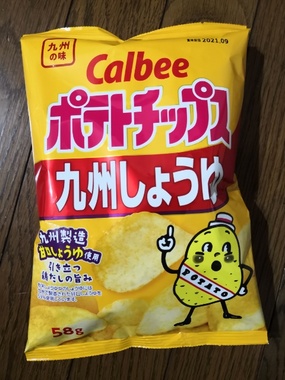 九州
の味
2021.09
Calbee
ポテトチップス
九州しょうゆ
九州製造
甘口しょうゆ使用
引き立つ
鶏だしの旨み
POTATO
58g